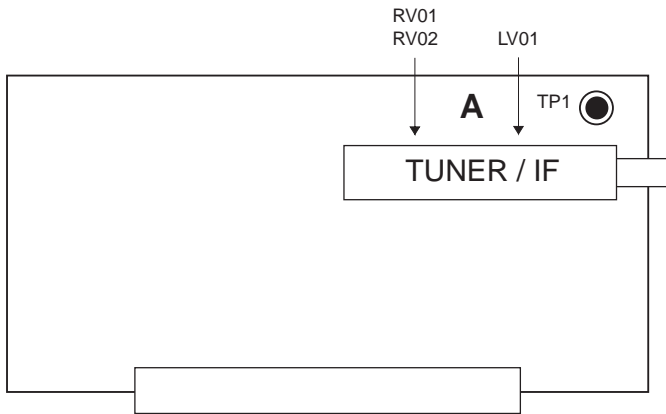 RV01
RV02
LV01
A
TP1
TUNER / IF